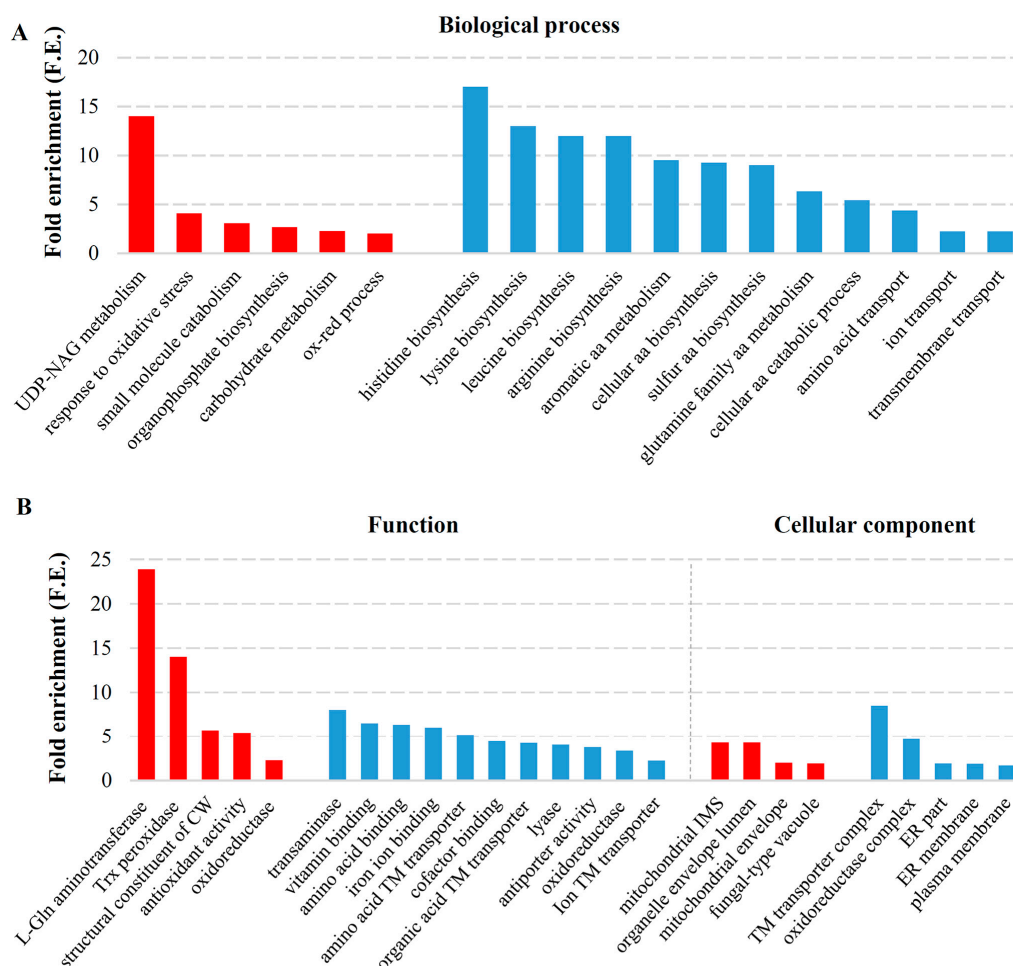 A
Biological process
Fold enrichment (F.E.)
20
15
10
5
0
UDP-NAG metabolism
response to oxidative stress
small molecule catabolism
organophosphate biosynthesis
carbohydrate metabolism
ox-red process
histidine biosynthesis
lysine biosynthesis
leucine biosynthesis
arginine biosynthesis
aromatic aa metabolism
cellular aa biosynthesis
sulfur aa biosynthesis
glutamine family aa metabolism
cellular aa catabolic process
amino acid transport
ion transport
transmembrane transport
B
Function
Cellular component
Fold enrichment (F.E.)
25
20
15
10
5
0
L-Gln aminotransferase
Trx peroxidase
structural constituent of CW
antioxidant activity
oxidoreductase
transaminase
vitamin binding
amino acid binding
iron ion binding
amino acid TM transporter
cofactor binding
organic acid TM transporter
lyase
antiporter activity
oxidoreductase
Ion TM transporter
mitochondrial IMS
organelle envelope lumen
mitochondrial envelope
fungal-type vacuole
TM transporter complex
oxidoreductase complex
ER part
ER membrane
plasma membrane